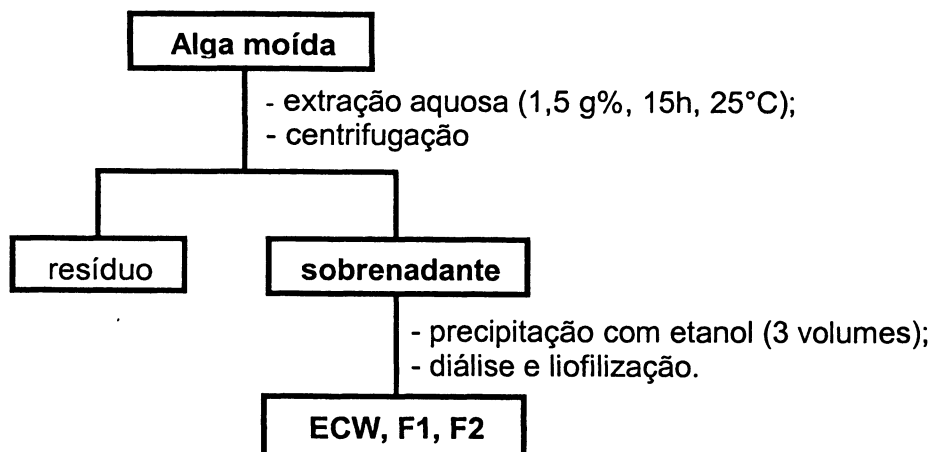 Alga moída
- extração aquosa (1,5 g%, 15h, 25°C);
- centrifugação
resíduo
sobrenadante
- precipitação com etanol (3 volumes);
- diálise e liofilização.
ECW, F1, F2